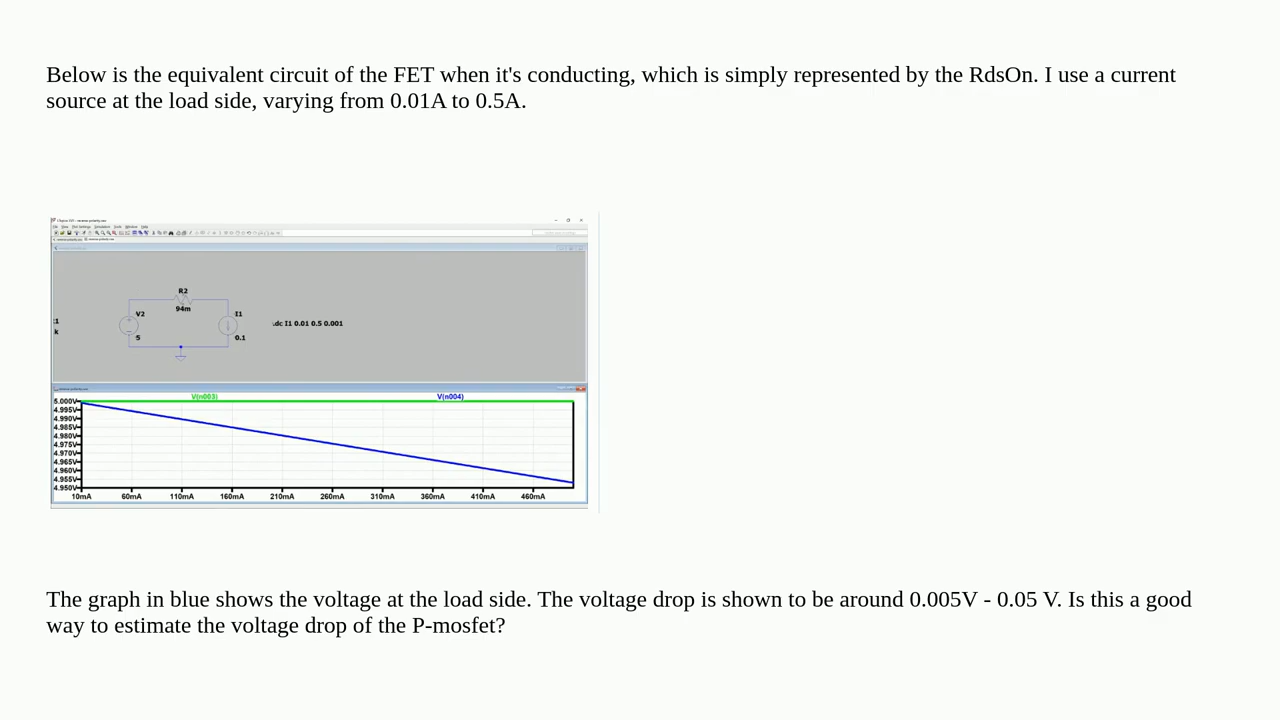 Below is the equivalent circuit of the FET when it's conducting, which is simply represented by the RdsOn. I use a current
source at the load side, varying from 0.01A to 0.5A.
R2
94m
V2
5
I1
0.1
.dc I1 0.01 0.5 0.001
V(n003) V(n004)
5.000V
4.995V
4.990V
4.985V
4.980V
4.975V
4.970V
4.965V
4.960V
4.955V
4.950V
10mA 60mA 110mA 160mA 210mA 260mA 310mA 360mA 410mA 460mA
The graph in blue shows the voltage at the load side. The voltage drop is shown to be around 0.005V - 0.05 V. Is this a good
way to estimate the voltage drop of the P-mosfet?